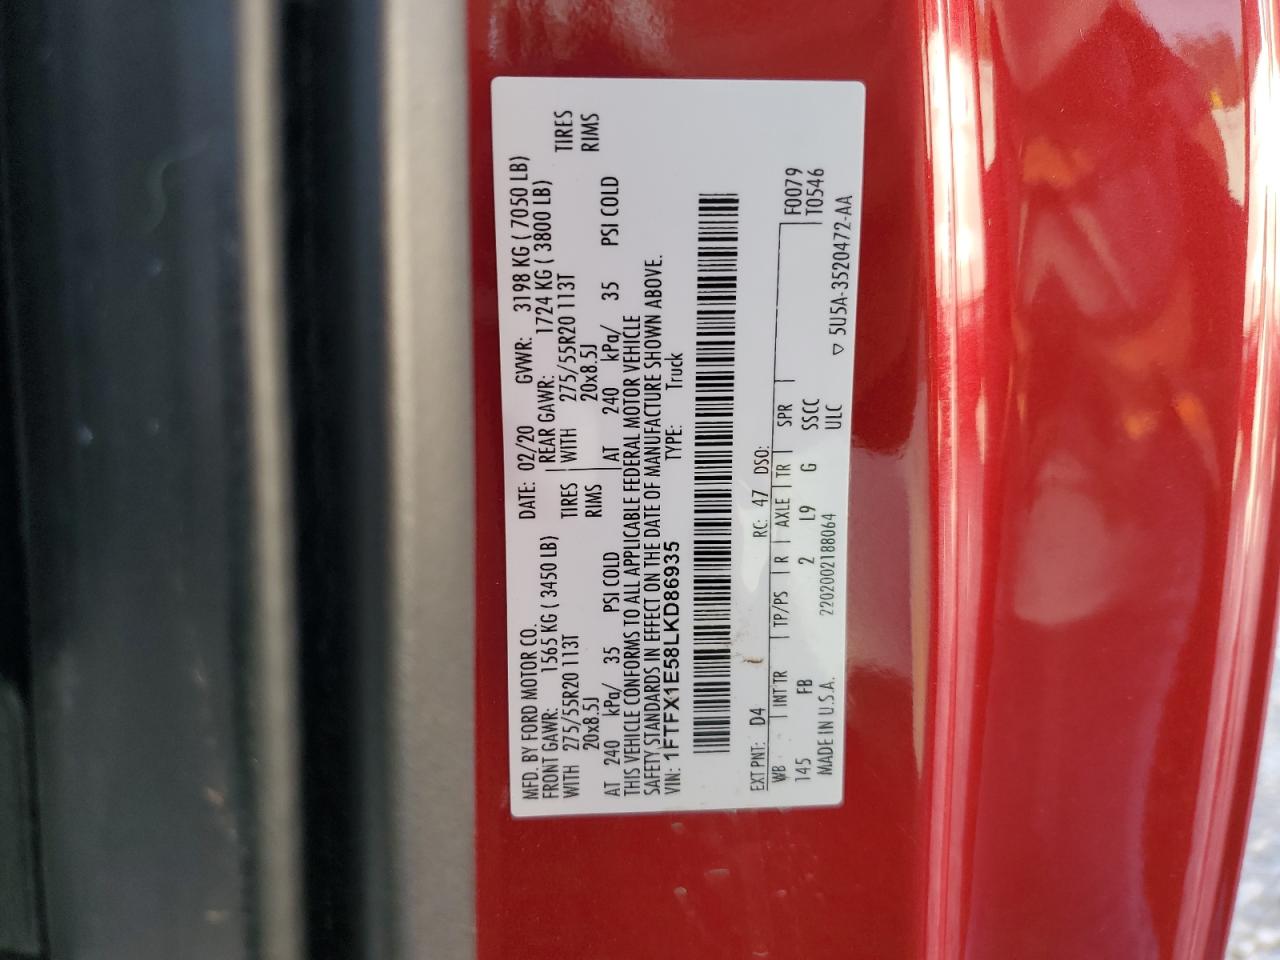 MFD. BY FORD MOTOR CO. DATE: 02/20 GVWR: 3198 KG ( 7050 LB)
FRONT GAWR: 1565 KG ( 3450 LB) REAR GAWR: 1724 KG ( 3800 LB)
WITH 275/55R20 113T TIRES WITH 275/55R20 113T TIRES
20x8.5J RIMS 20x8.5J RIMS
AT 240 kPa/ 35 PSI COLD AT 240 kPa/ 35 PSI COLD
THIS VEHICLE CONFORMS TO ALL APPLICABLE FEDERAL MOTOR VEHICLE
SAFETY STANDARDS IN EFFECT ON THE DATE OF MANUFACTURE SHOWN ABOVE.
VIN: 1FTFX1E58LKD86935 TYPE: Truck
EXT PNT: D4 RC: 47 DSO:
WB INT TR TP/PS R AXLE TR SPR F0079
145 FB 2 L9 G SSCC T0546
MADE IN U.S.A. 2202002188064 ULC ▽ 5U5A-3520472-AA